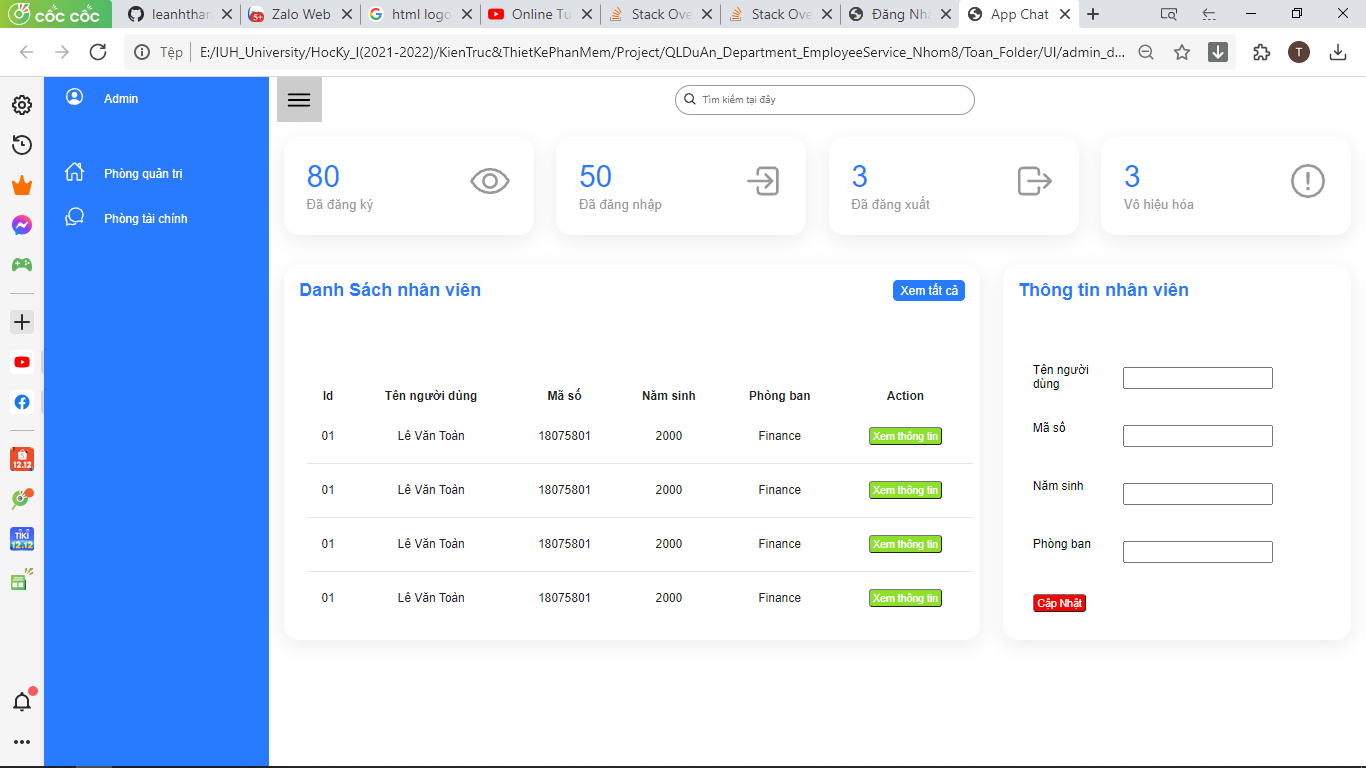 CỐC CỐC
leanhthan
Zalo Web
html logo
Online Tu
Stack Ove
Stack Ove
Đăng Nhậ
App Chat
Tệp
E:/IUH_University/HocKy_I(2021-2022)/KienTruc&ThietKePhanMem/Project/QLDuAn_Department_EmployeeService_Nhom8/Toan_Folder/UI/admin_d...
T
Admin
Phòng quản trị
Phòng tài chính
Tìm kiếm tại đây
80
Đã đăng ký
50
Đã đăng nhập
3
Đã đăng xuất
3
Vô hiệu hóa
Danh Sách nhân viên
Xem tất cả
Id Tên người dùng Mã số Năm sinh Phòng ban Action
01 Lê Văn Toàn 18075801 2000 Finance Xem thông tin
01 Lê Văn Toàn 18075801 2000 Finance Xem thông tin
01 Lê Văn Toàn 18075801 2000 Finance Xem thông tin
01 Lê Văn Toàn 18075801 2000 Finance Xem thông tin
Thông tin nhân viên
Tên người
dùng
Mã số
Năm sinh
Phòng ban
Cập Nhật
5+
12.12
TIKI
12.12